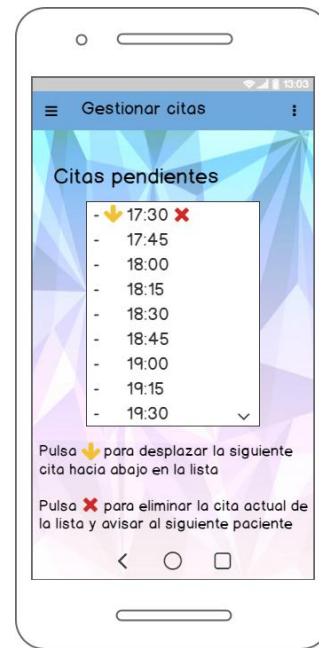 13:03
Gestionar citas
Citas pendientes
- 17:30
- 17:45
- 18:00
- 18:15
- 18:30
- 18:45
- 19:00
- 19:15
- 19:30
Pulsa para desplazar la siguiente
cita hacia abajo en la lista
Pulsa para eliminar la cita actual de
la lista y avisar al siguiente paciente